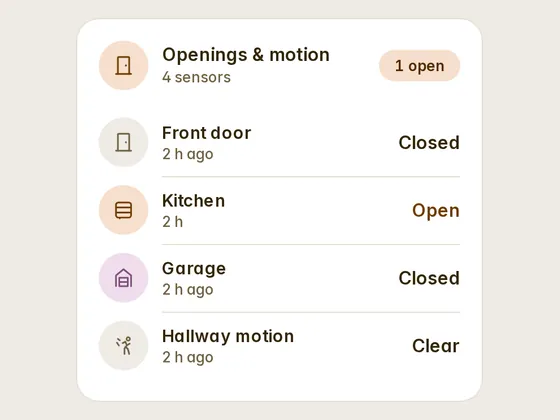 Openings & motion
4 sensors
1 open
Front door
2 h ago
Closed
Kitchen
2 h
Open
Garage
2 h ago
Closed
Hallway motion
2 h ago
Clear